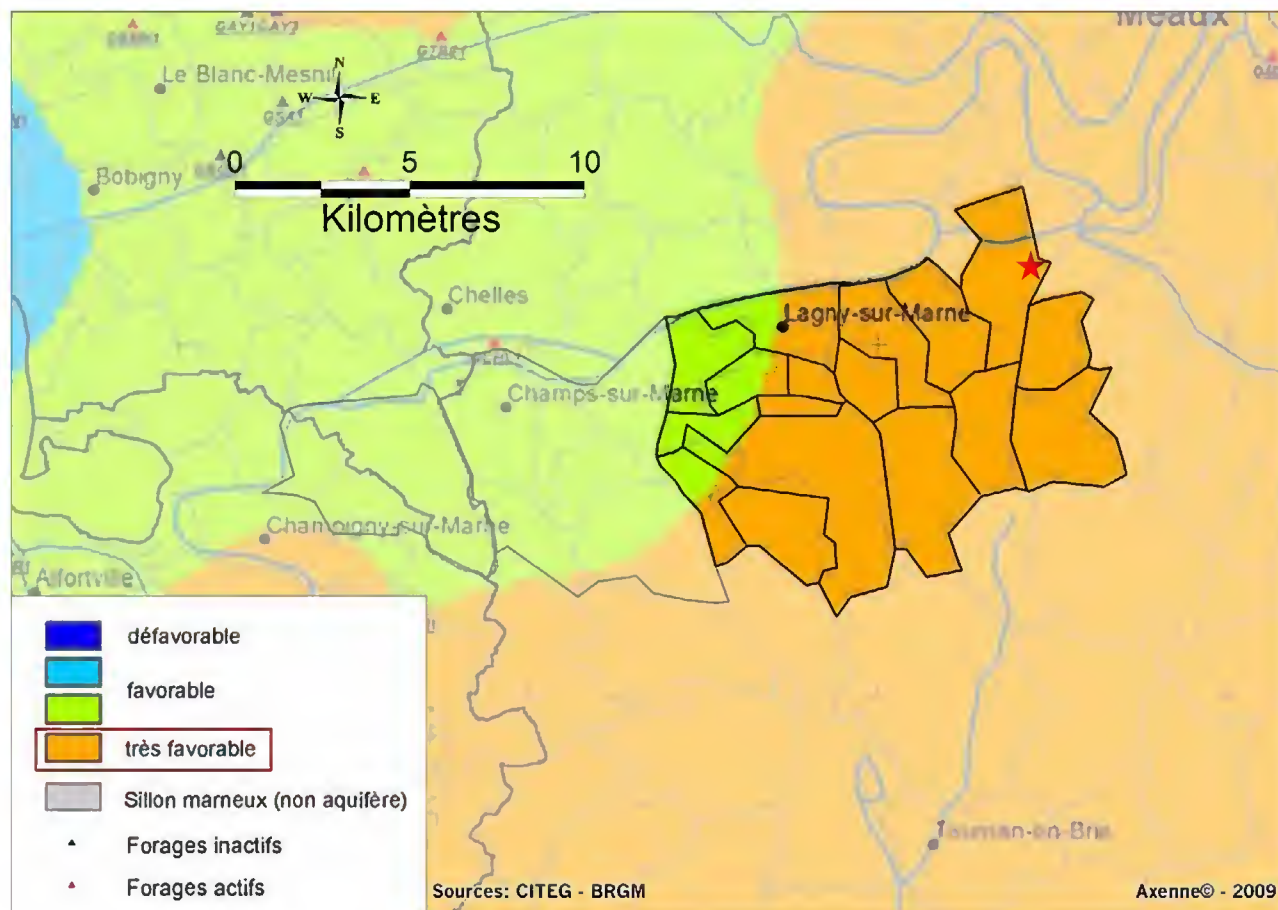 Meaux
Le Blanc-Mesnil
N
W E
S
0 5 10
Bobigny
Kilomètres
Chelles
Lagny-sur-Marne
Champs-sur-Marne
Champigny-sur-Marne
Alfortville
défavorable
favorable
très favorable
Sillon marneux (non aquifère)
Forages inactifs
Forages actifs
Tournan-en-Brie
Sources: CITEG - BRGM
Axenne© - 2009